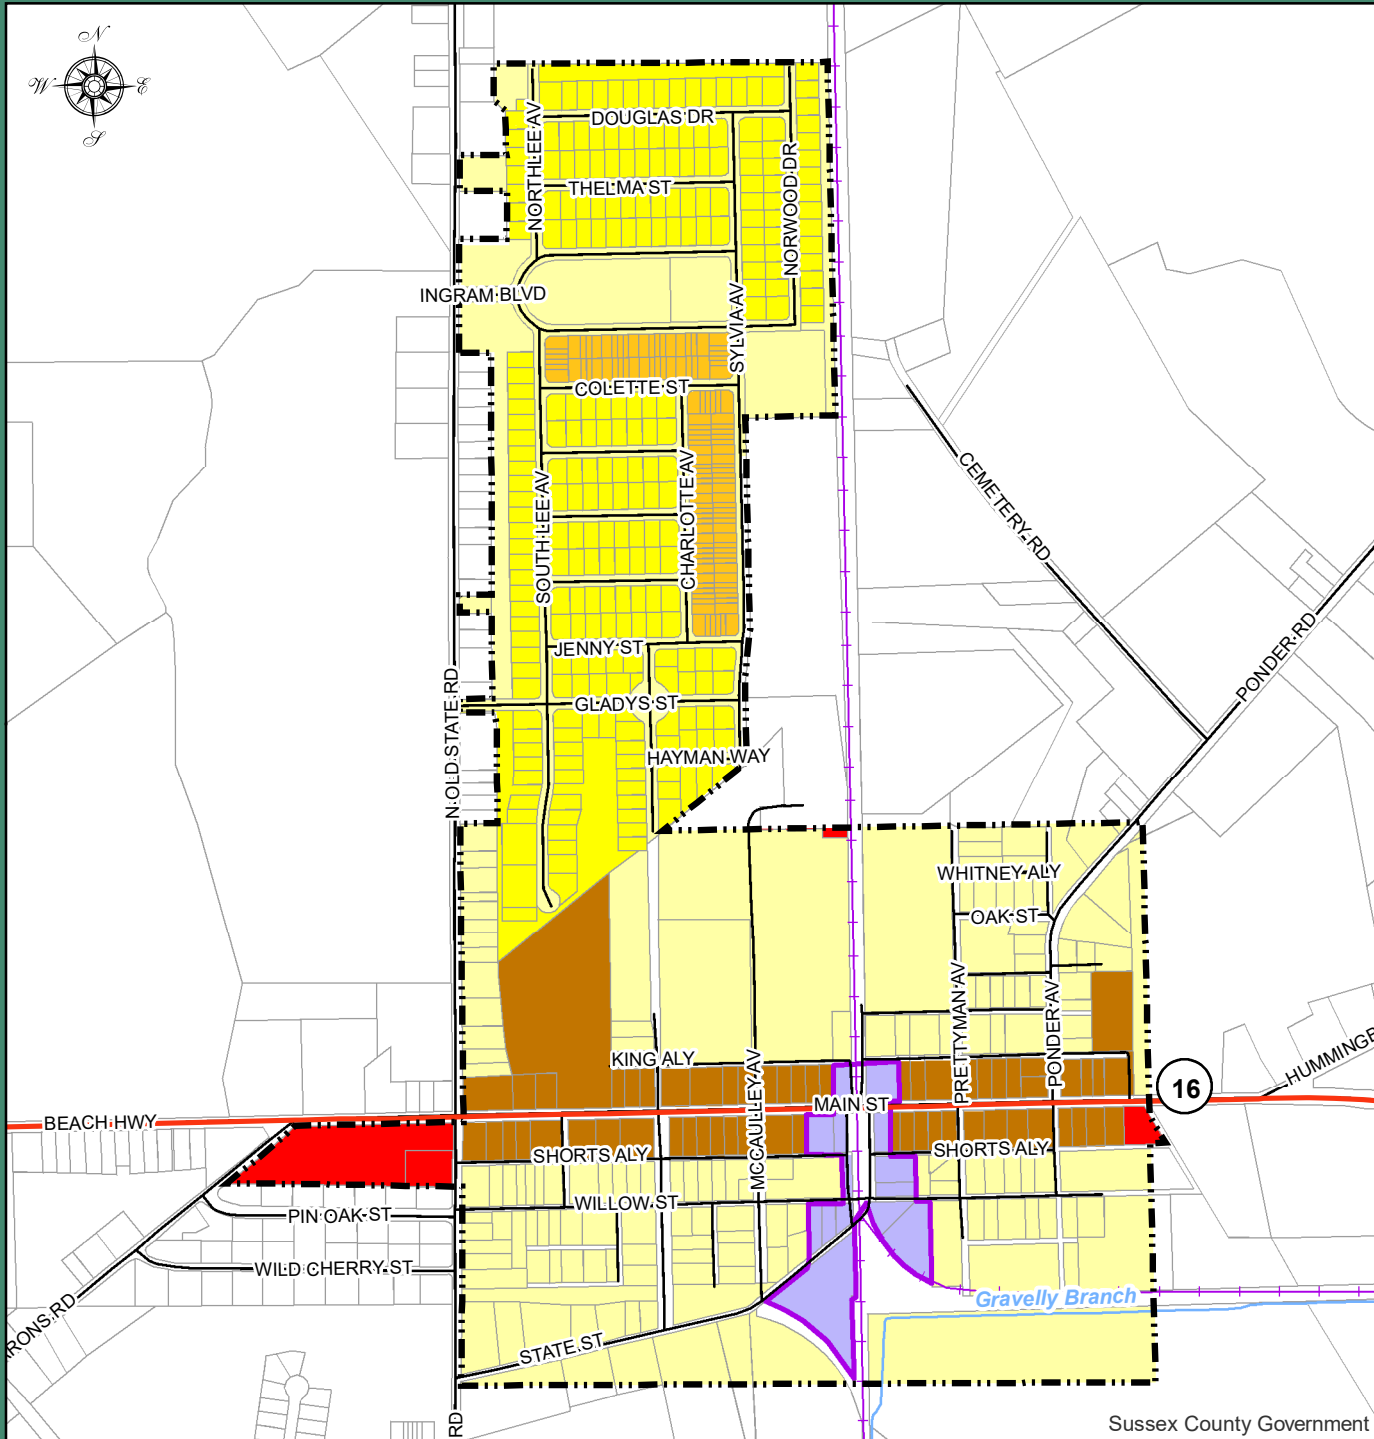 N
W
E
S
NORTH LEE AV
DOUGLAS DR
THELMA ST
NORWOOD DR
INGRAM BLVD
SYLVIA AV
COLETTE ST
SOUTH LEE AV
CHARLOTTE AV
CEMETERY RD
JENNY ST
PONDER RD
N OLD STATE RD
GLADYS ST
HAYMAN WAY
WHITNEY ALY
OAK ST
PRETTYMAN AV
PONDER AV
KING ALY
MCCAULLEY AV
16
BEACH HWY
MAIN ST
SHORTS ALY
SHORTS ALY
WILLOW ST
PIN OAK ST
WILD CHERRY ST
Gravelly Branch
STATE ST
RD
Sussex County Government